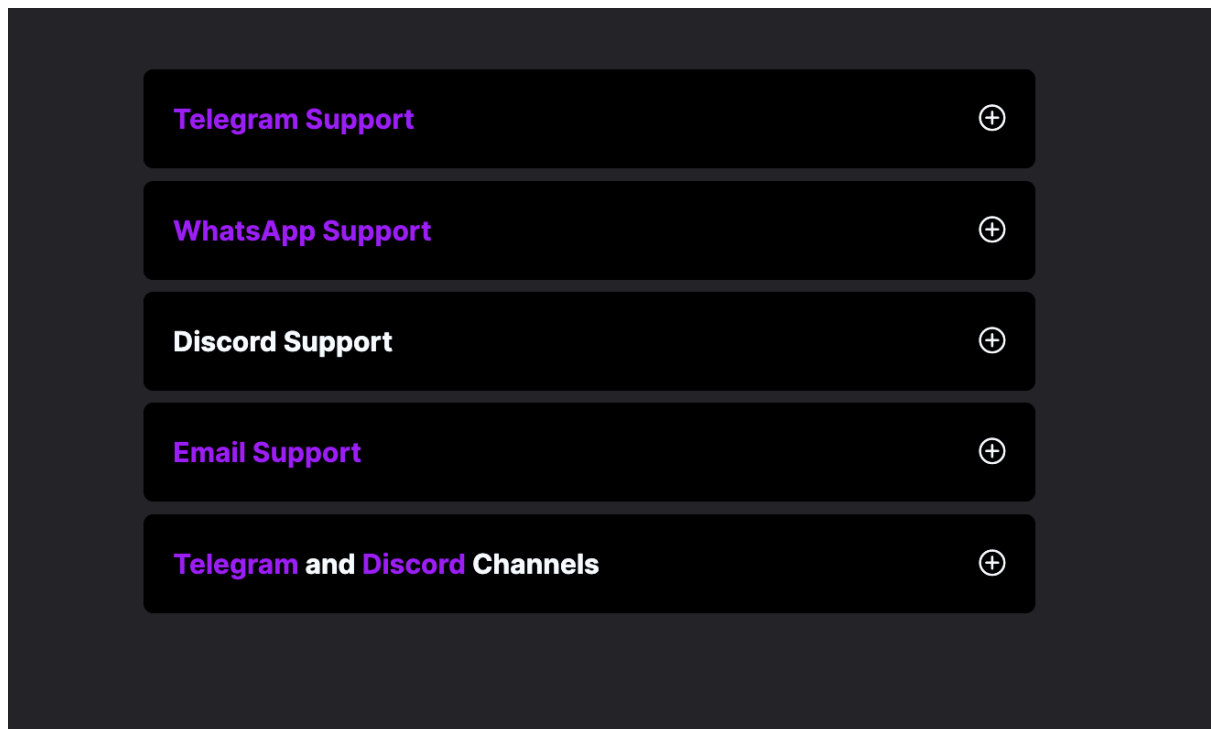 Telegram Support
WhatsApp Support
Discord Support
Email Support
Telegram and Discord Channels